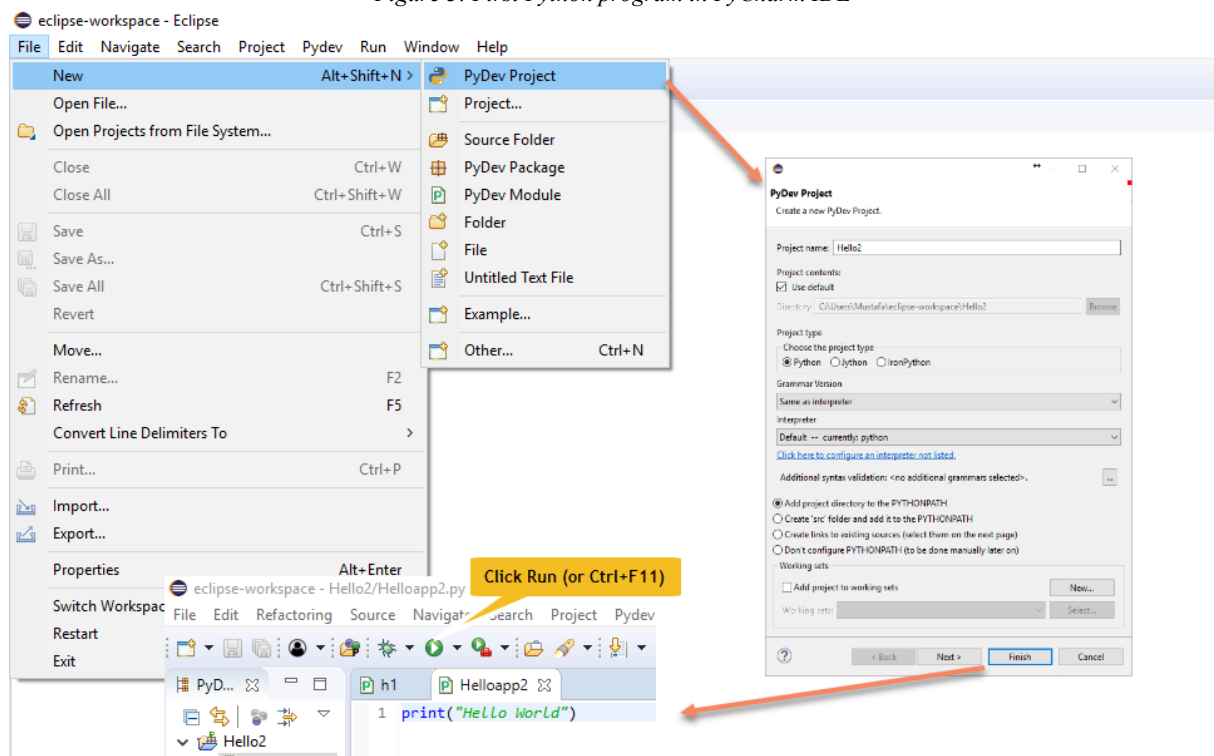 Figure 3: First Python program in PyCharm IDE
eclipse-workspace - Eclipse
File Edit Navigate Search Project Pydev Run Window Help
New Alt+Shift+N >
Open File...
Open Projects from File System...
Close Ctrl+W
Close All Ctrl+Shift+W
Save Ctrl+S
Save As...
Save All Ctrl+Shift+S
Revert
Move...
Rename... F2
Refresh F5
Convert Line Delimiters To >
Print... Ctrl+P
Import...
Export...
Properties Alt+Enter
Switch Workspac
Restart
Exit
PyDev Project
Project...
Source Folder
PyDev Package
PyDev Module
Folder
File
Untitled Text File
Example...
Other... Ctrl+N
PyDev Project
Create a new PyDev Project.
Project name: Hello2
Project contents:
Use default
Directory C:\Users\Mustafa\eclipse-workspace\Hello2 Browse
Project type
Choose the project type
Python Jython IronPython
Grammar Version
Same as interpreter
Interpreter
Default -- currently: python
Click here to configure an interpreter not listed.
Additional syntax validation: <no additional grammars selected>. ...
Add project directory to the PYTHONPATH
Create 'src' folder and add it to the PYTHONPATH
Create links to existing sources (select them on the next page)
Don't configure PYTHONPATH (to be done manually later on)
Working sets
Add project to working sets New...
Working sets: Select...
< Back Next > Finish Cancel
Click Run (or Ctrl+F11)
eclipse-workspace - Hello2/Helloapp2.py
File Edit Refactoring Source Navigate Search Project Pydev
PyD... h1 Helloapp2
1 print("Hello World")
Hello2